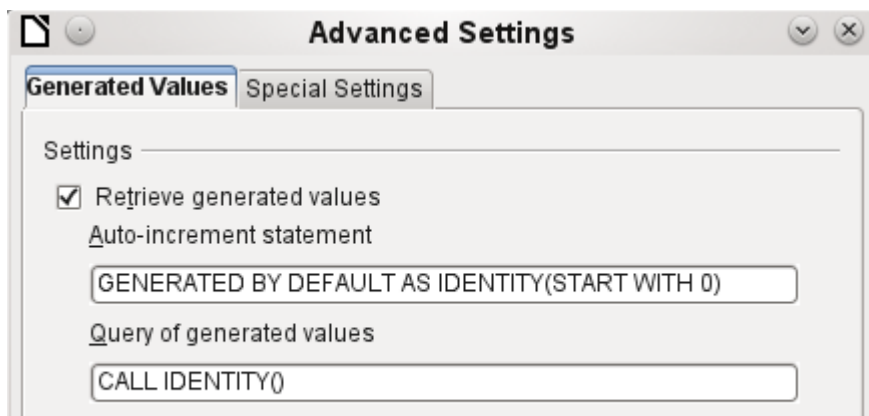 Advanced Settings
Generated Values Special Settings
Settings
Retrieve generated values
Auto-increment statement
GENERATED BY DEFAULT AS IDENTITY(START WITH 0)
Query of generated values
CALL IDENTITY()